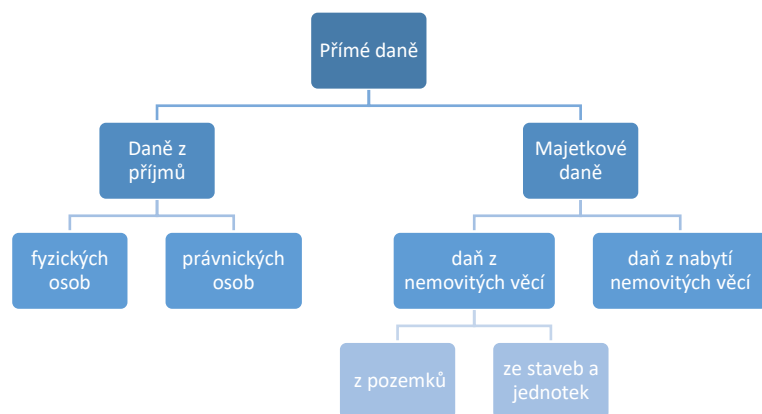 Přímé daně
Daně z
příjmů
Majetkové
daně
fyzických
osob
právnických
osob
daň z
nemovitých věcí
daň z nabytí
nemovitých věcí
z pozemků
ze staveb a
jednotek